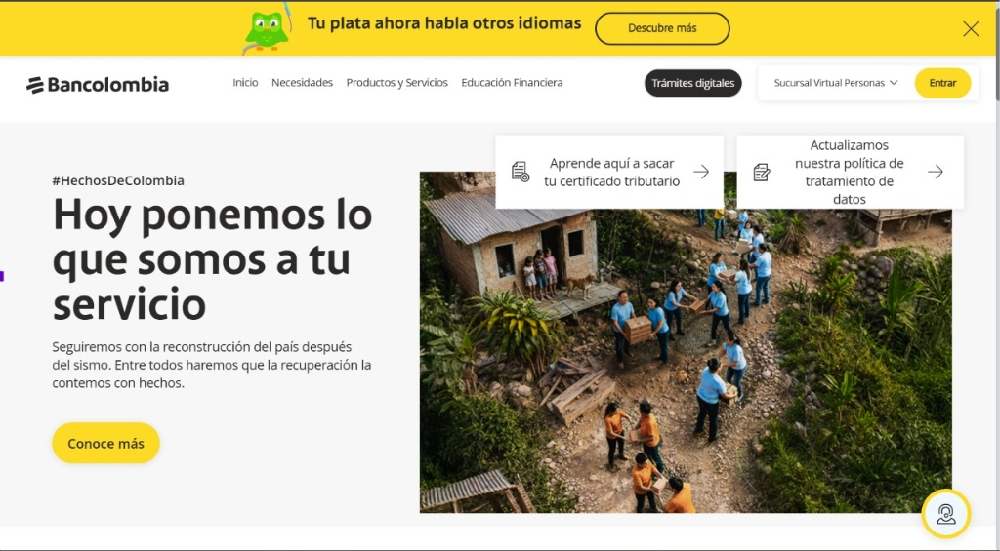 Tu plata ahora habla otros idiomas
Descubre más
Bancolombia
Inicio
Necesidades
Productos y Servicios
Educación Financiera
Trámites digitales
Sucursal Virtual Personas
Entrar
Aprende aquí a sacar
tu certificado tributario
Actualizamos
nuestra política de
tratamiento de
datos
#HechosDeColombia
Hoy ponemos lo
que somos a tu
servicio
Seguiremos con la reconstrucción del país después
del sismo. Entre todos haremos que la recuperación la
contemos con hechos.
Conoce más